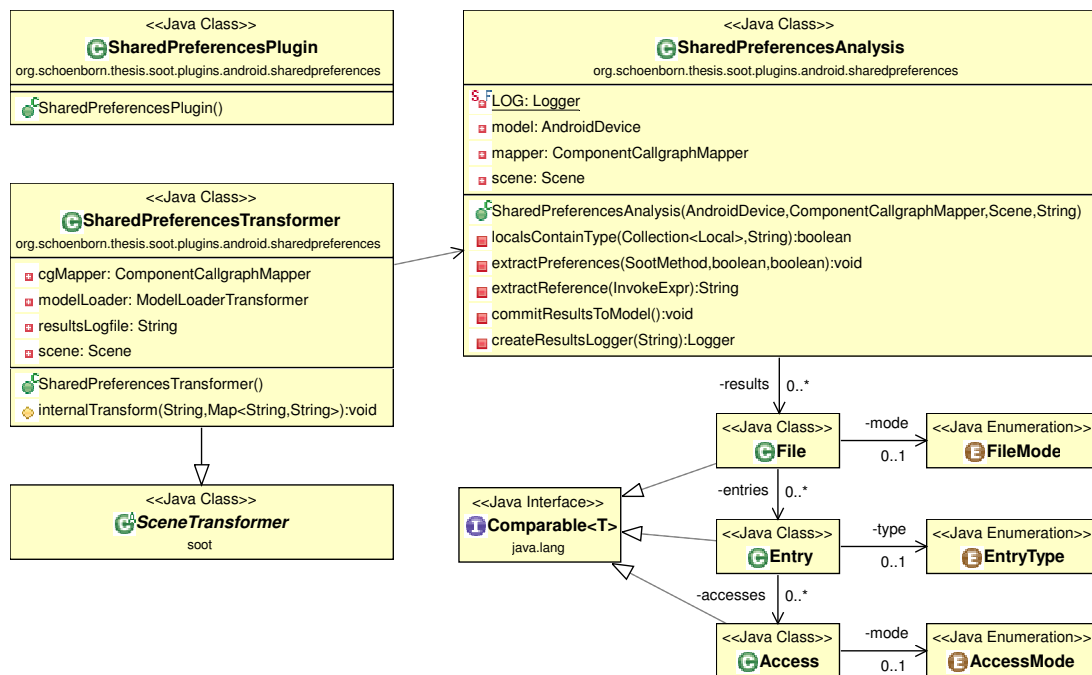 <<Java Class>>
SharedPreferencesPlugin
org.schoenborn.thesis.soot.plugins.android.sharedpreferences
SharedPreferencesPlugin()
<<Java Class>>
SharedPreferencesAnalysis
org.schoenborn.thesis.soot.plugins.android.sharedpreferences
LOG: Logger
model: AndroidDevice
mapper: ComponentCallgraphMapper
scene: Scene
SharedPreferencesAnalysis(AndroidDevice,ComponentCallgraphMapper,Scene,String)
localsContainType(Collection<Local>,String):boolean
extractPreferences(SootMethod,boolean,boolean):void
extractReference(InvokeExpr):String
commitResultsToModel():void
createResultsLogger(String):Logger
<<Java Class>>
SharedPreferencesTransformer
org.schoenborn.thesis.soot.plugins.android.sharedpreferences
cgMapper: ComponentCallgraphMapper
modelLoader: ModelLoaderTransformer
resultsLogfile: String
scene: Scene
SharedPreferencesTransformer()
internalTransform(String,Map<String,String>):void
<<Java Class>>
SceneTransformer
soot
-results 0..*
<<Java Class>>
File
-mode
0..1
<<Java Enumeration>>
FileMode
-entries 0..*
<<Java Interface>>
Comparable<T>
java.lang
<<Java Class>>
Entry
-type
0..1
<<Java Enumeration>>
EntryType
-accesses 0..*
<<Java Class>>
Access
-mode
0..1
<<Java Enumeration>>
AccessMode